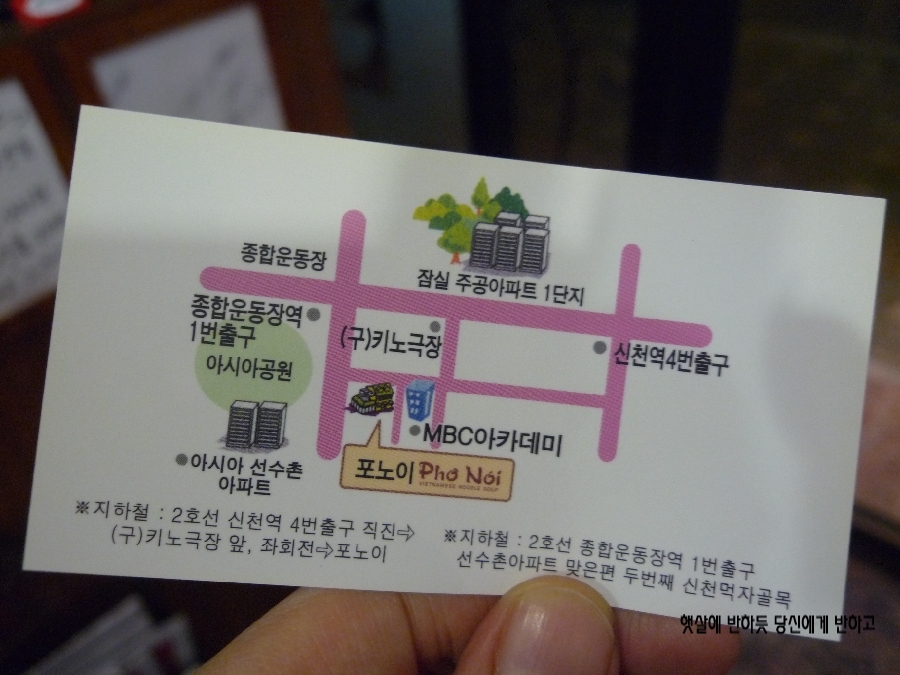 종합운동장
잠실 주공아파트 1단지
종합운동장역
1번출구
(구)키노극장
신천역4번출구
아시아공원
MBC아카데미
포노이 Phở Nói
VIETNAMESE NOODLE SOUP
아시아 선수촌
아파트
※지하철 : 2호선 신천역 4번출구 직진⇨
(구)키노극장 앞, 좌회전⇨포노이
※지하철 : 2호선 종합운동장역 1번출구
선수촌아파트 맞은편 두번째 신천먹자골목
햇살에 반하듯 당신에게 반하고